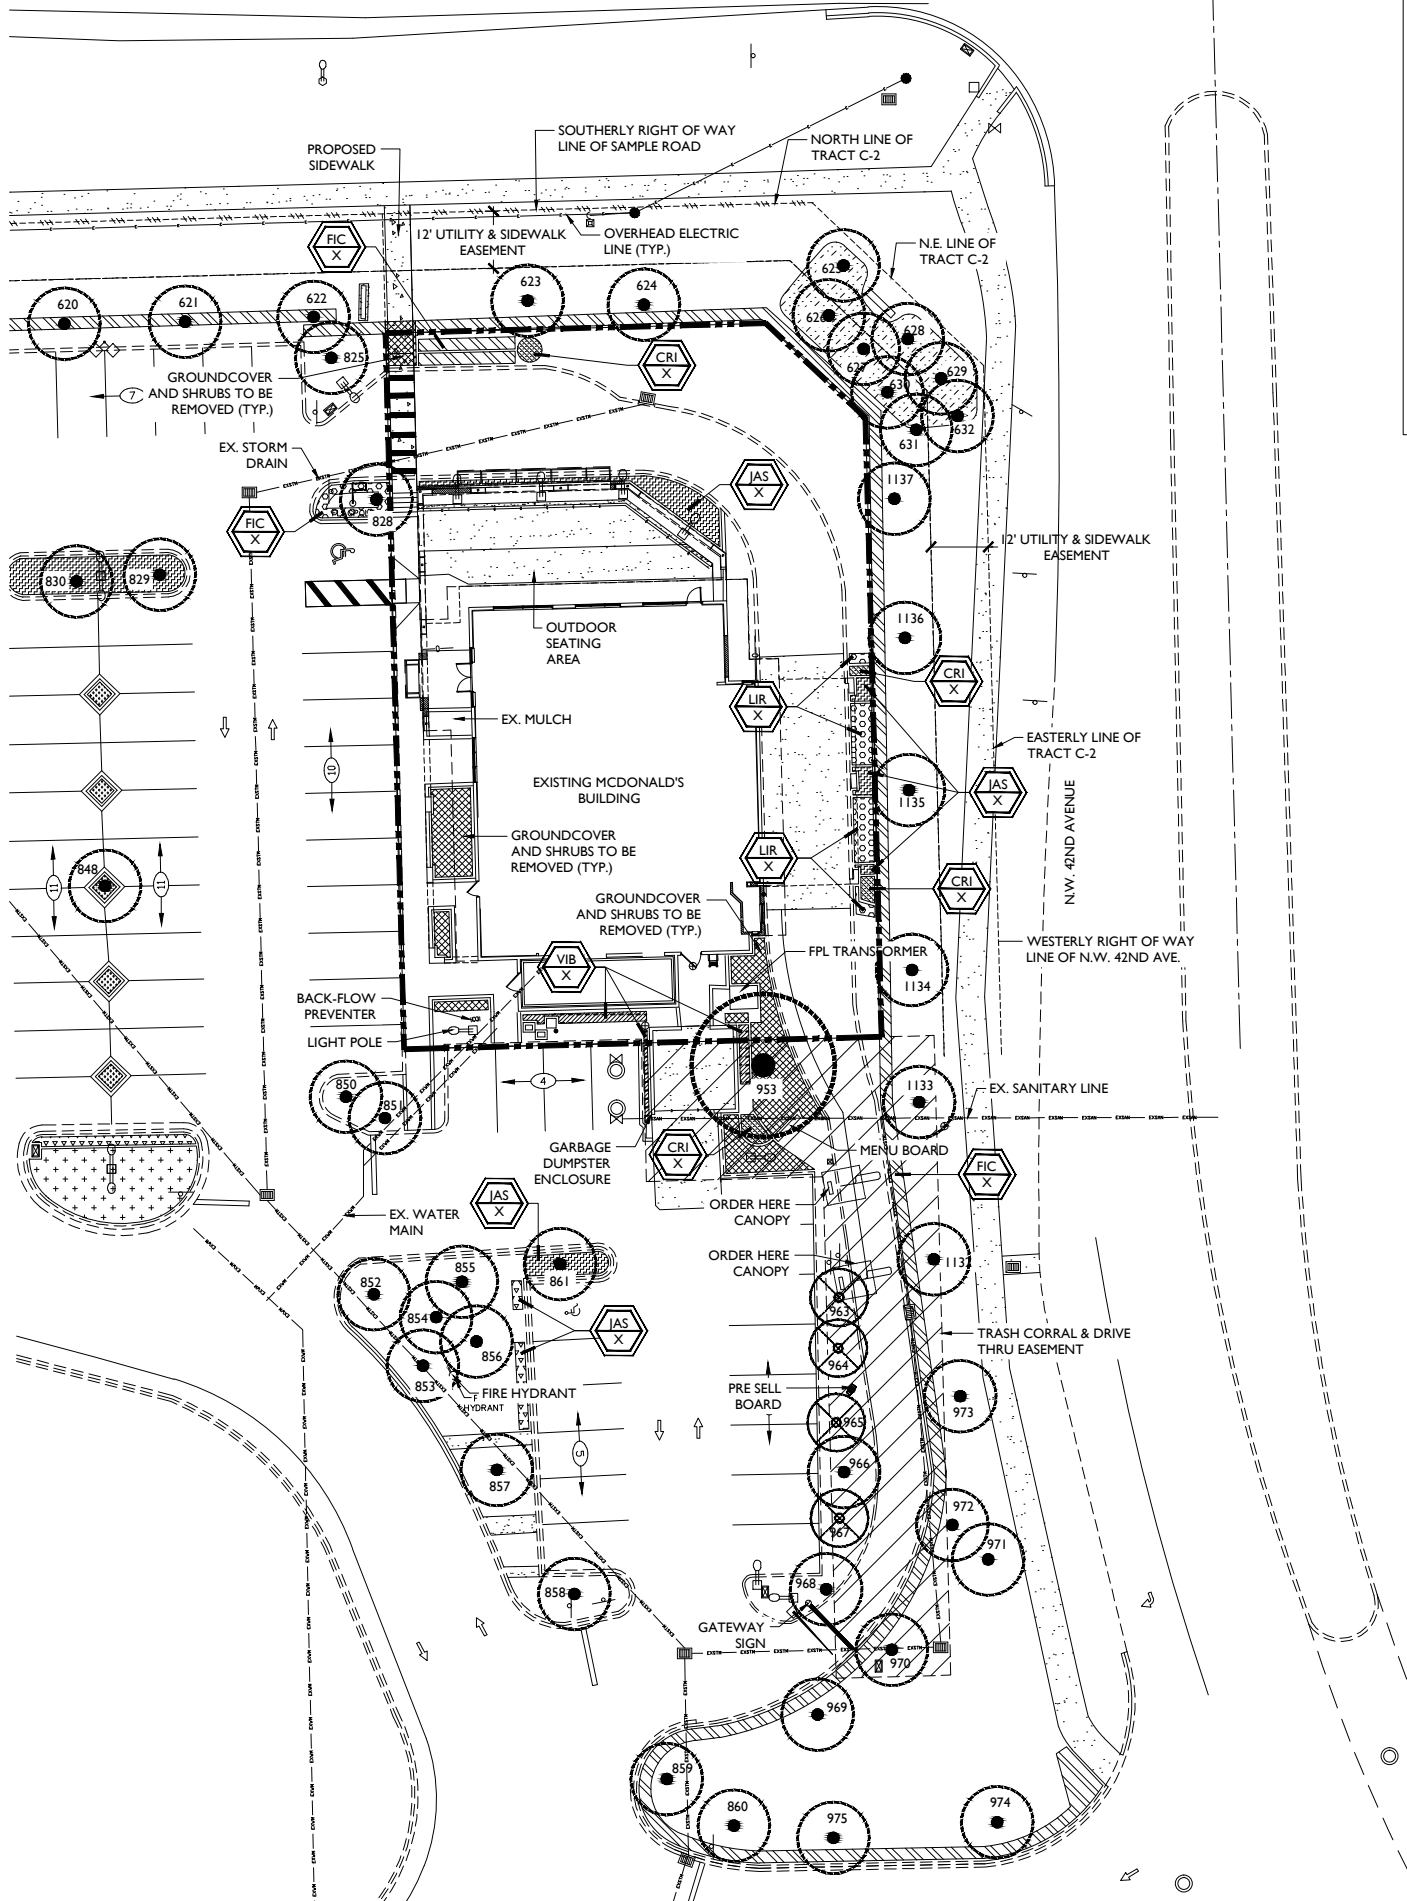 SOUTHERLY RIGHT OF WAY
LINE OF SAMPLE ROAD
NORTH LINE OF
TRACT C-2
PROPOSED
SIDEWALK
FIC
X
12' UTILITY & SIDEWALK
EASEMENT
OVERHEAD ELECTRIC
LINE (TYP.)
N.E. LINE OF
TRACT C-2
620
621
622
623
624
625
626
627
628
629
630
631
632
825
CRI
X
GROUNDCOVER
AND SHRUBS TO BE
REMOVED (TYP.)
7
EX. STORM
DRAIN
EXSTM
JAS
X
1137
FIC
X
828
12' UTILITY & SIDEWALK
EASEMENT
830
829
OUTDOOR
SEATING
AREA
1136
CRI
X
LIR
X
EX. MULCH
EASTERLY LINE OF
TRACT C-2
10
EXISTING MCDONALD'S
BUILDING
JAS
X
1135
N.W. 42ND AVENUE
GROUNDCOVER
AND SHRUBS TO BE
REMOVED (TYP.)
LIR
X
848
11
11
CRI
X
GROUNDCOVER
AND SHRUBS TO BE
REMOVED (TYP.)
VIB
X
FPL TRANSFORMER
WESTERLY RIGHT OF WAY
LINE OF N.W. 42ND AVE.
1134
BACK-FLOW
PREVENTER
LIGHT POLE
4
953
850
851
1133
EX. SANITARY LINE
EXSAN
GARBAGE
DUMPSTER
ENCLOSURE
CRI
X
MENU BOARD
FIC
X
JAS
X
EX. WATER
MAIN
ORDER HERE
CANOPY
ORDER HERE
CANOPY
852
855
861
854
856
853
JAS
X
1132
963
964
TRASH CORRAL & DRIVE
THRU EASEMENT
FIRE HYDRANT
F
HYDRANT
PRE SELL
BOARD
965
973
5
857
966
967
972
971
858
968
GATEWAY
SIGN
EXSTM
970
969
859
860
975
974